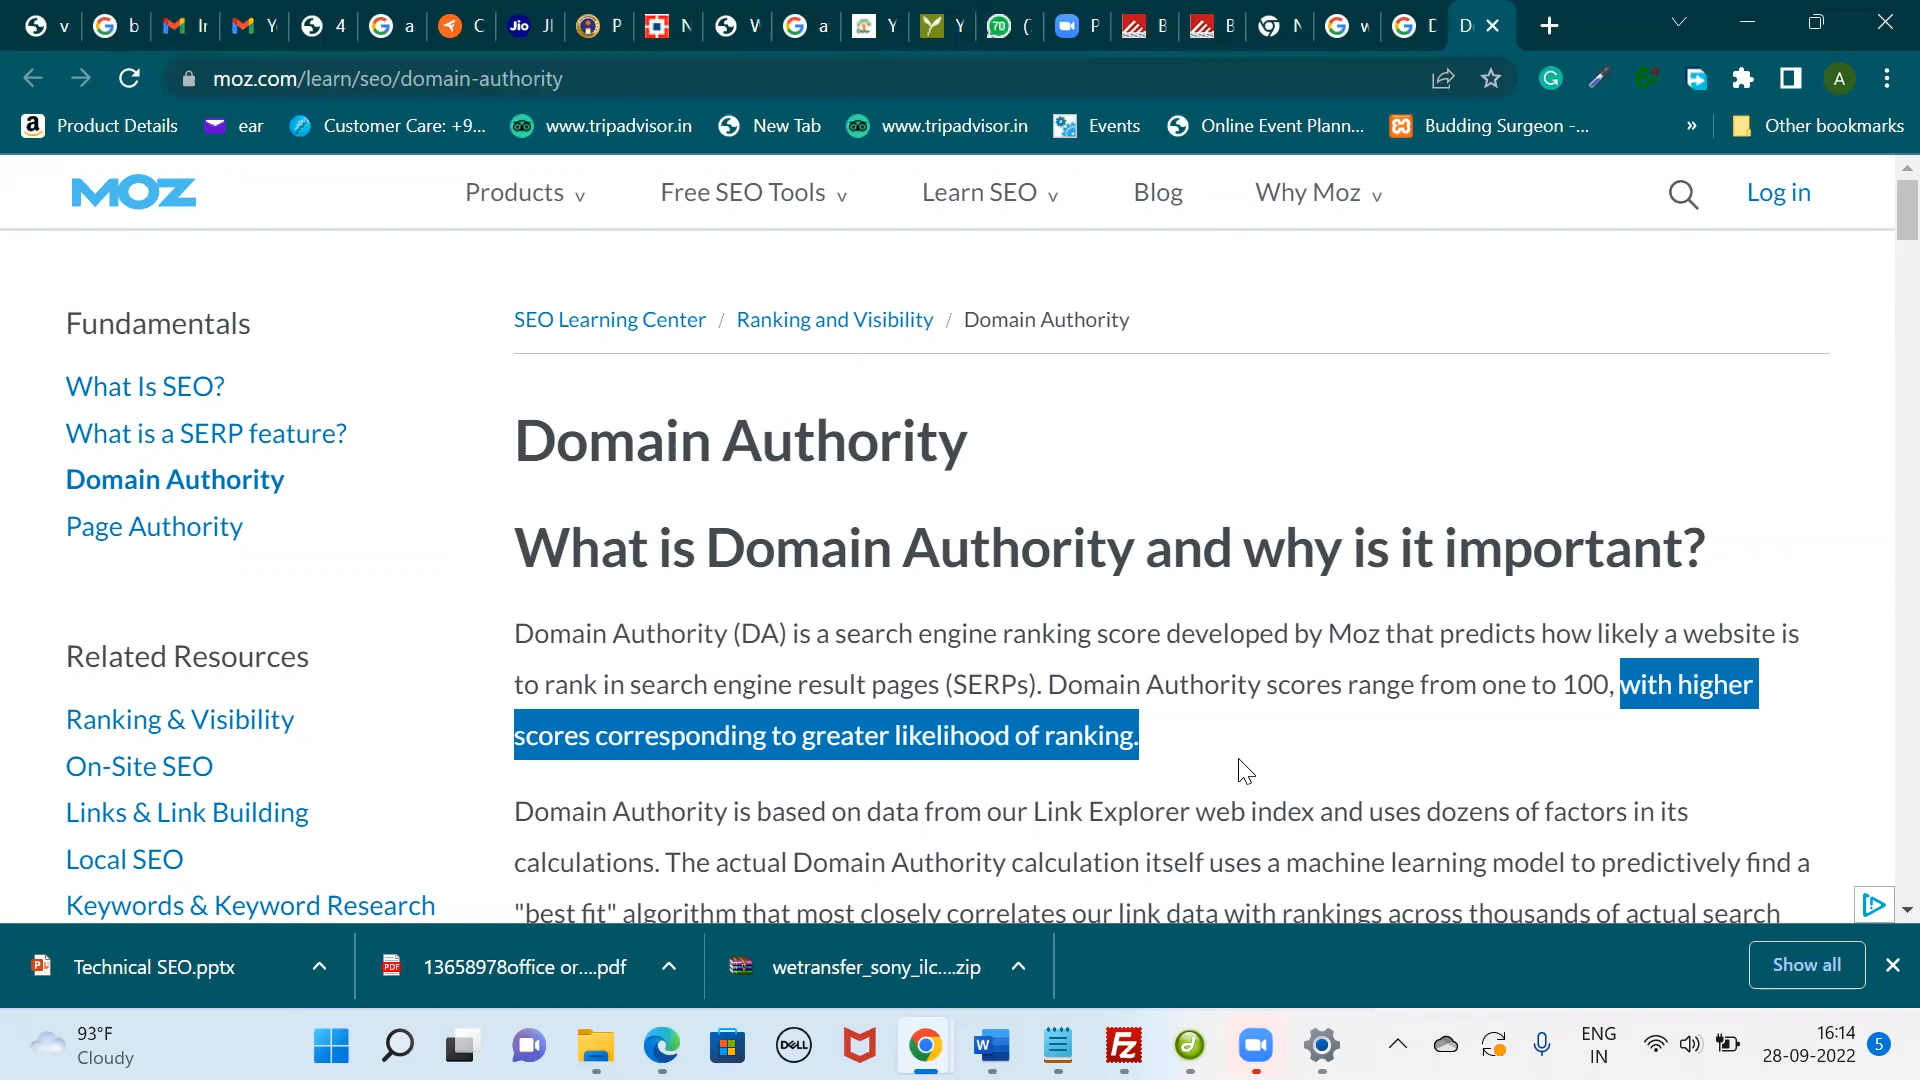 v b In Y 4 a C JI P N W a Y Y ( P B B N w D D
moz.com/learn/seo/domain-authority
A
Product Details ear Customer Care: +9... www.tripadvisor.in New Tab www.tripadvisor.in Events Online Event Plann... Budding Surgeon -... » Other bookmarks
MOZ Products Free SEO Tools Learn SEO Blog Why Moz Log in
Fundamentals
What Is SEO?
What is a SERP feature?
Domain Authority
Page Authority
Related Resources
Ranking & Visibility
On-Site SEO
Links & Link Building
Local SEO
Keywords & Keyword Research
SEO Learning Center / Ranking and Visibility / Domain Authority
Domain Authority
What is Domain Authority and why is it important?
Domain Authority (DA) is a search engine ranking score developed by Moz that predicts how likely a website is
to rank in search engine result pages (SERPs). Domain Authority scores range from one to 100, with higher
scores corresponding to greater likelihood of ranking.
Domain Authority is based on data from our Link Explorer web index and uses dozens of factors in its
calculations. The actual Domain Authority calculation itself uses a machine learning model to predictively find a
"best fit" algorithm that most closely correlates our link data with rankings across thousands of actual search
Technical SEO.pptx 13658978office or....pdf wetransfer_sony_ilc....zip Show all
93°F
Cloudy
DELL
ENG
IN
16:14
28-09-2022
5